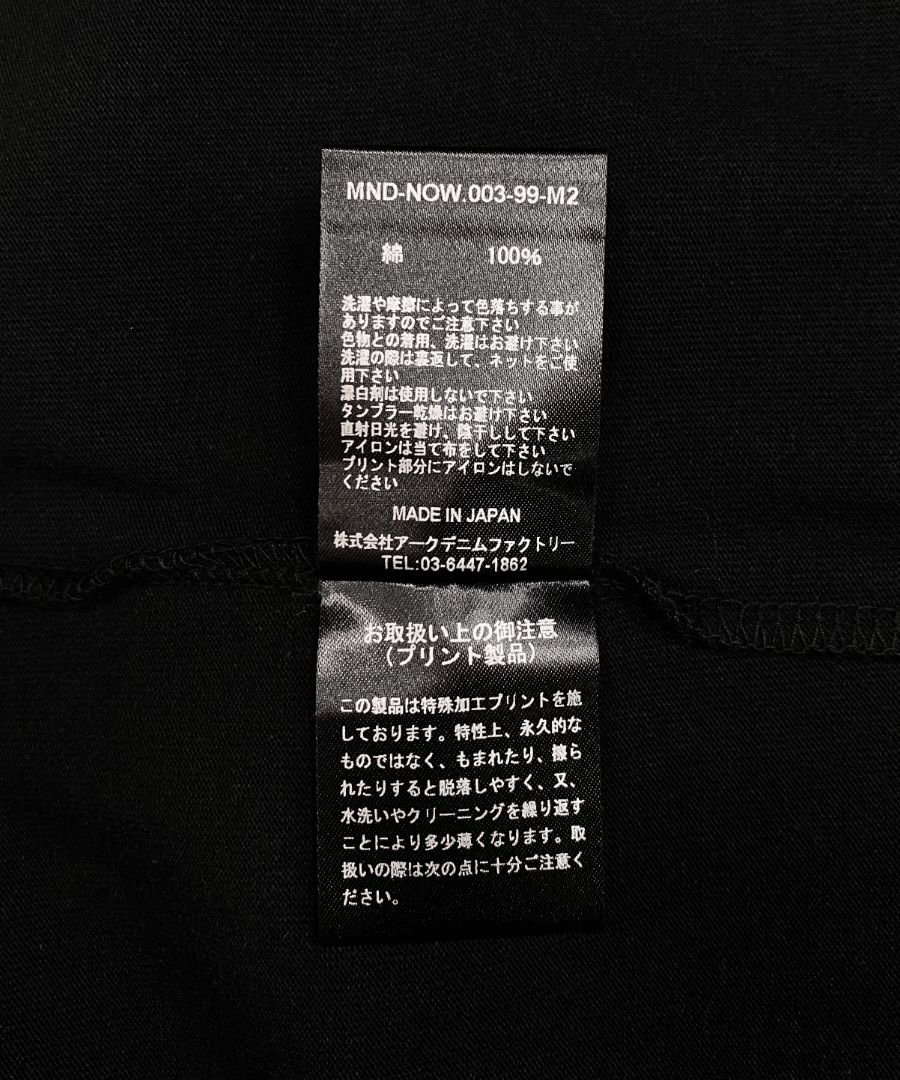 MND-NOW.003-99-M2
綿 100%
洗濯や摩擦によって色落ちする事が
ありますのでご注意下さい
色物との着用、洗濯はお避け下さい
洗濯の際は裏返して、ネットをご使
用下さい
漂白剤は使用しないで下さい
タンブラー乾燥はお避け下さい
直射日光を避け、陰干しして下さい
アイロンは当て布をして下さい
プリント部分にアイロンはしないで
ください
MADE IN JAPAN
株式会社アークデニムファクトリー
TEL:03-6447-1862
お取扱い上の御注意
（プリント製品）
この製品は特殊加工プリントを施
しております。特性上、永久的な
ものではなく、もまれたり、擦ら
れたりすると脱落しやすく、又、
水洗いやクリーニングを繰り返す
ことにより多少薄くなります。取
扱いの際は次の点に十分ご注意く
ださい。